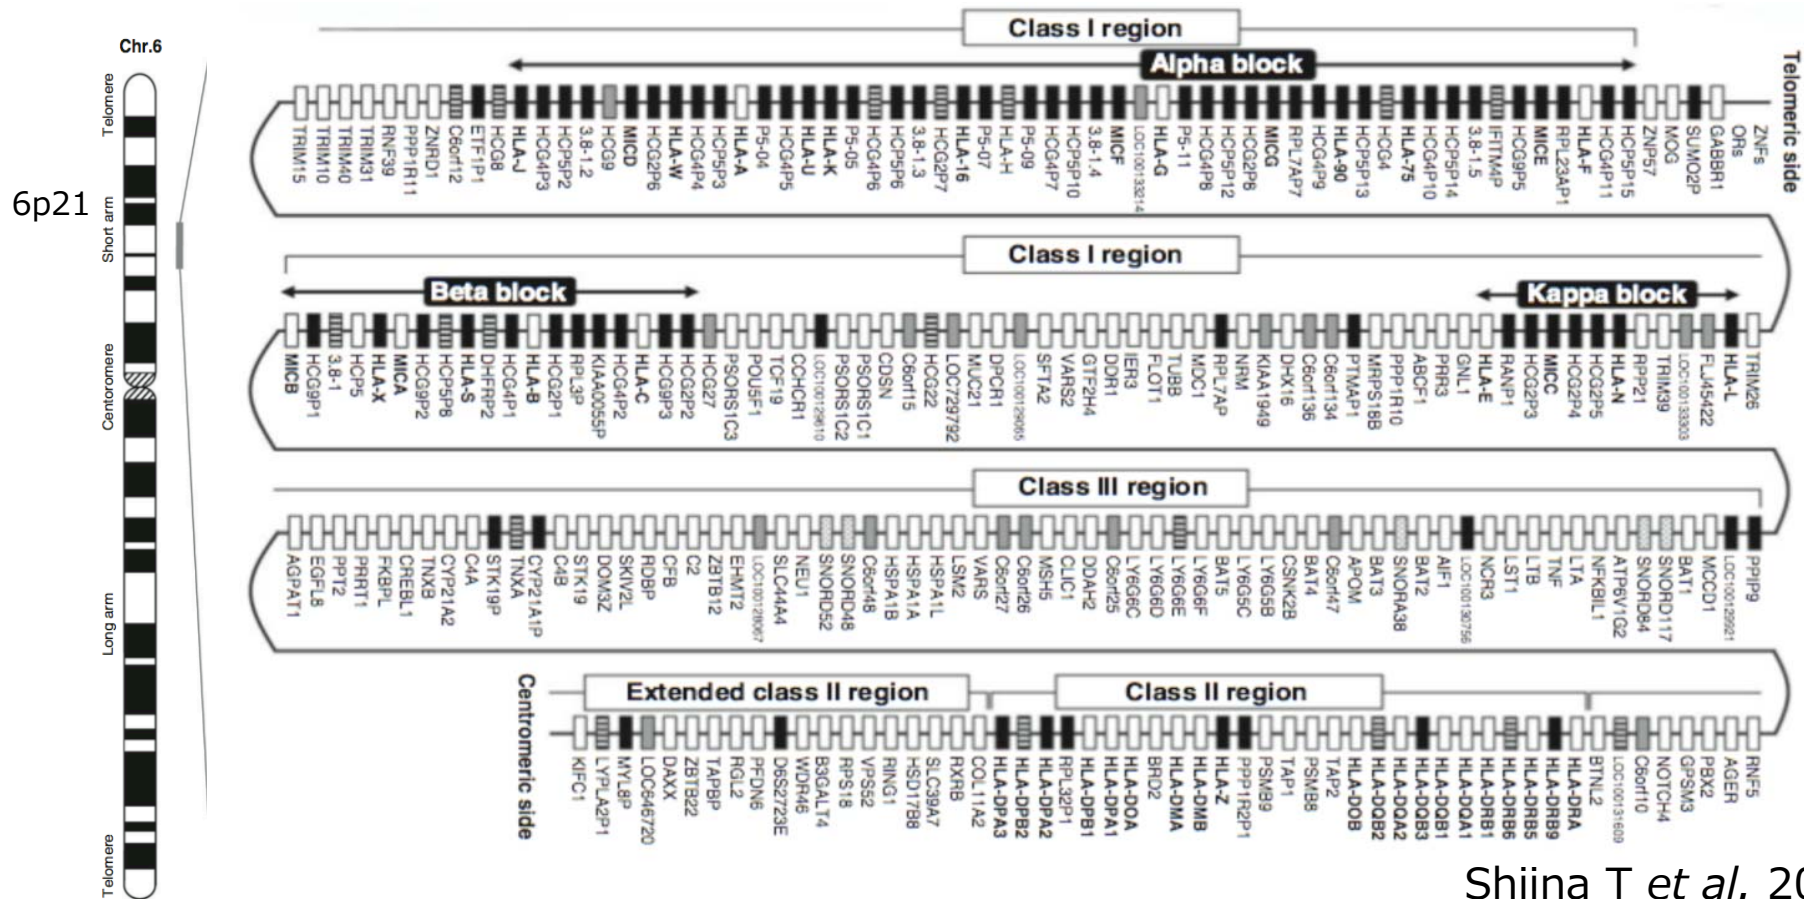 Chr.6
Telomere
6p21
Short arm
Centoromere
Long arm
Telomere
Class I region
Alpha block
Telomeric side
TRIM15
TRIM10
TRIM40
TRIM31
RNF39
PPP1R11
ZNRD1
C6orf12
ETF1P1
HCG8
HLA-J
HCG4P3
HCP5P2
3.8-1.2
HCG9
MICD
HCG2P6
HLA-W
HCG4P4
HCP5P3
HLA-A
P5-04
HCG4P5
HLA-U
HLA-K
P5-05
HCG4P6
HCP5P6
3.8-1.3
HCG2P7
HLA-16
P5-07
HLA-H
P5-09
HCG4P7
HCP5P10
3.8-1.4
MICF
LOC100133214
HLA-G
P5-11
HCG4P8
HCP5P12
HCG2P8
MICG
RPL7AP7
HCG4P9
HLA-90
HCP5P13
HCG4
HLA-75
HCG4P10
HCP5P14
3.8-1.5
IFITM4P
HCG9P5
MICE
RPL23AP1
HLA-F
HCG4P11
HCP5P15
ZNP57
MOG
SUMO2P
GABBR1
ORs
ZNFs
Class I region
Beta block
Kappa block
MICB
HCG9P1
3.8-1
HCP5
HLA-X
MICA
HCG9P2
HCP5P8
HLA-S
DHFRP2
HCG4P1
HLA-B
HCG2P1
RPL3P
KIAA0055P
HCG4P2
HLA-C
HCG9P3
HCG2P2
HCG27
PSORS1C3
POU5F1
TCF19
CCHCR1
LOC100129610
PSORS1C2
PSORS1C1
CDSN
C6orf15
HCG22
LOC729792
MUC21
DPCR1
LOC100129065
SFTA2
VARS2
GTF2H4
DDR1
IER3
FLOT1
TUBB
MDC1
RPL7AP
NRM
KIAA1949
DHX16
C6orf136
C6orf134
PTMAP1
MRPS18B
PPP1R10
ABCF1
PRR3
GNL1
HLA-E
RANP1
HCG2P3
MICC
HCG2P4
HCG2P5
HLA-N
RPP21
TRIM39
LOC100133303
FLJ45422
HLA-L
TRIM26
Class III region
AGPAT1
EGFL8
PPT2
PRRT1
FKBPL
CREBL1
TNXB
CYP21A2
C4A
STK19P
TNXA
CYP21A1P
C4B
STK19
DOM3Z
SKIV2L
RDBP
CFB
C2
ZBTB12
EHMT2
LOC100128067
SLC44A4
NEU1
SNORD52
SNORD48
C6orf48
HSPA1B
HSPA1A
HSPA1L
LSM2
VARS
C6orf27
C6orf26
MSH5
CLIC1
DDAH2
C6orf25
LY6G6C
LY6G6D
LY6G6E
LY6G6F
BAT5
LY6G5C
LY6G5B
CSNK2B
BAT4
C6orf47
APOM
BAT3
SNORA38
BAT2
AIF1
LOC100130756
NCR3
LST1
LTB
TNF
LTA
NFKBIL1
ATP6V1G2
SNORD84
SNORD117
BAT1
MCCD1
LOC100129921
PPIP9
Centromeric side
Extended class II region
Class II region
KIFC1
LYPLA2P1
MYL8P
LOC646720
DAXX
ZBTB22
TAPBP
RGL2
PFDN6
D6S2723E
WDR46
B3GALT4
RPS18
VPS52
RING1
HSD17B8
SLC39A7
RXRB
COL11A2
HLA-DPA3
HLA-DPB2
HLA-DPA2
RPL32P1
HLA-DPB1
HLA-DPA1
HLA-DOA
BRD2
HLA-DMA
HLA-DMB
HLA-Z
PPP1R2P1
PSMB9
TAP1
PSMB8
TAP2
HLA-DOB
HLA-DQB2
HLA-DQA2
HLA-DQB3
HLA-DQB1
HLA-DQA1
HLA-DRB1
HLA-DRB6
HLA-DRB5
HLA-DRB9
HLA-DRA
BTNL2
LOC100131609
C6orf10
NOTCH4
GPSM3
PBX2
AGER
RNF5
Shiina T et al. 20